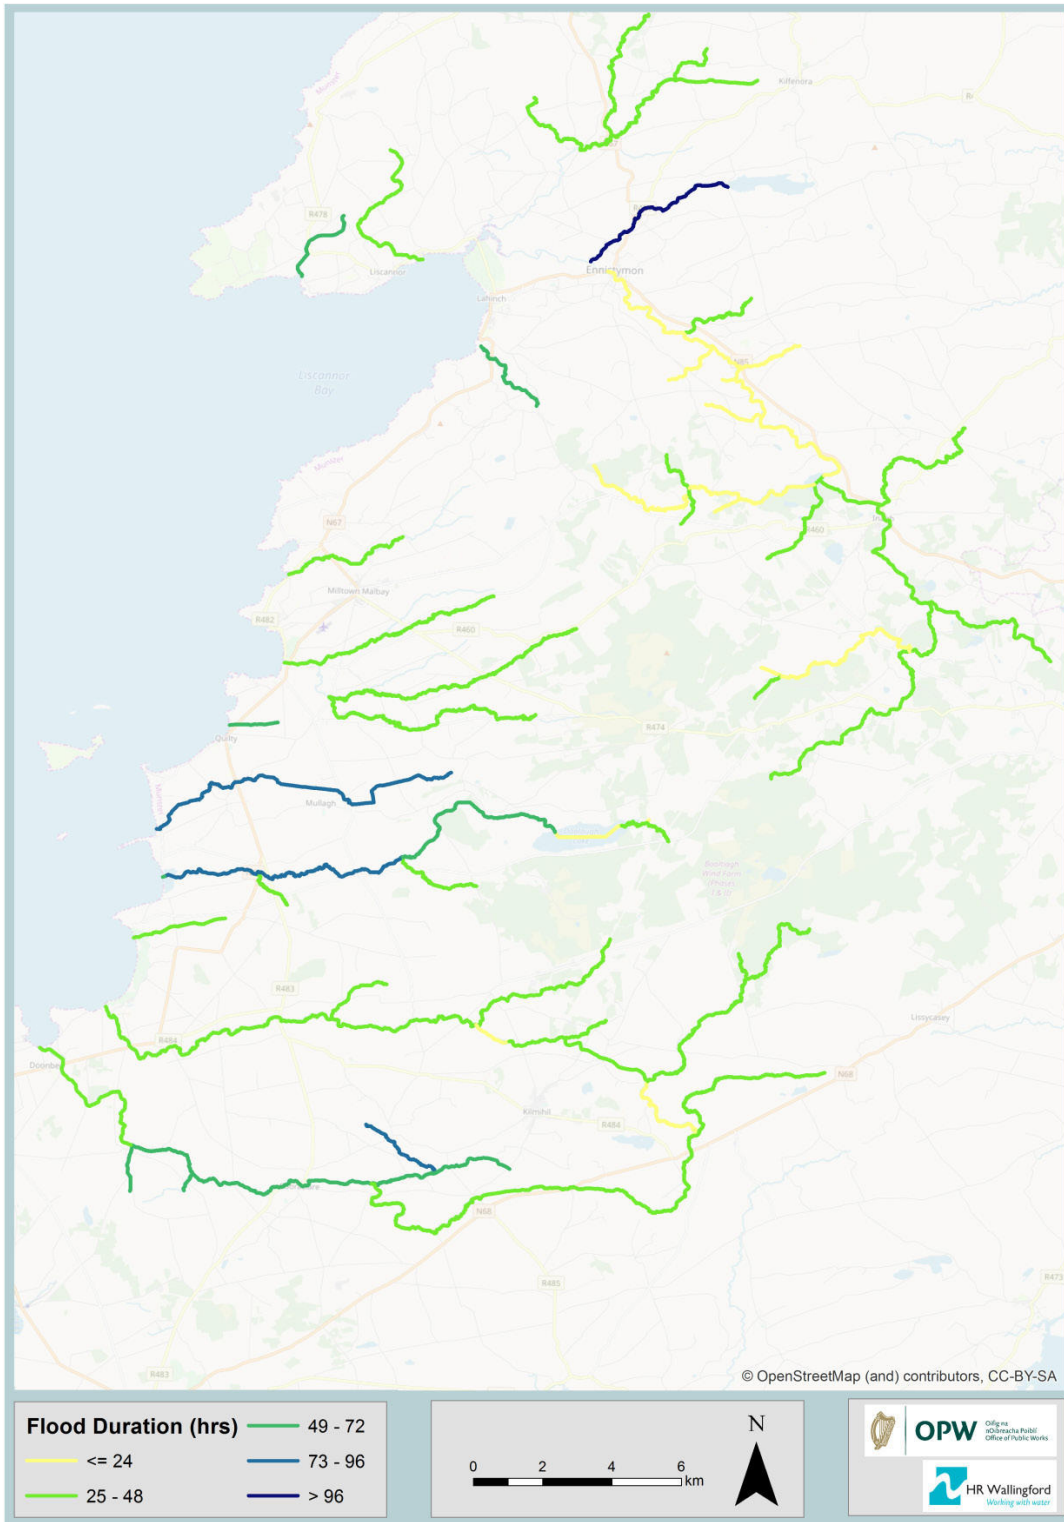 Kilfenora
R478
Liscannor
Lahinch
Ennistymon
N85
Liscannor
Bay
Munster
N67
R460
Milltown Malbay
R482
R460
R474
Quilty
Mullagh
Munster
R483
Lissycasey
R484
Doonbeg
N68
R484
N68
R485
R473
R483
© OpenStreetMap (and) contributors, CC-BY-SA
Flood Duration (hrs)
<= 24
25 - 48
49 - 72
73 - 96
> 96
0 2 4 6
km
N
OPW
Oifig na
nOibreacha Poiblí
Office of Public Works
HR Wallingford
Working with water